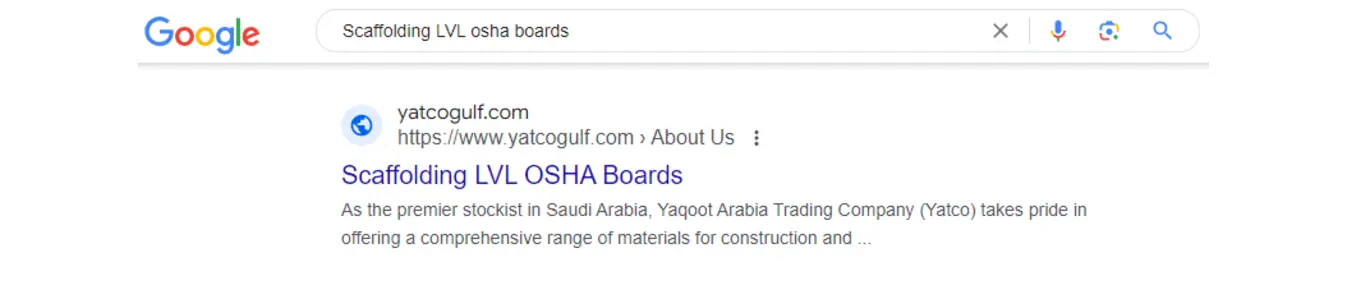 Google
Scaffolding LVL osha boards
yatcogulf.com
https://www.yatcogulf.com › About Us
Scaffolding LVL OSHA Boards
As the premier stockist in Saudi Arabia, Yaqoot Arabia Trading Company (Yatco) takes pride in
offering a comprehensive range of materials for construction and ...